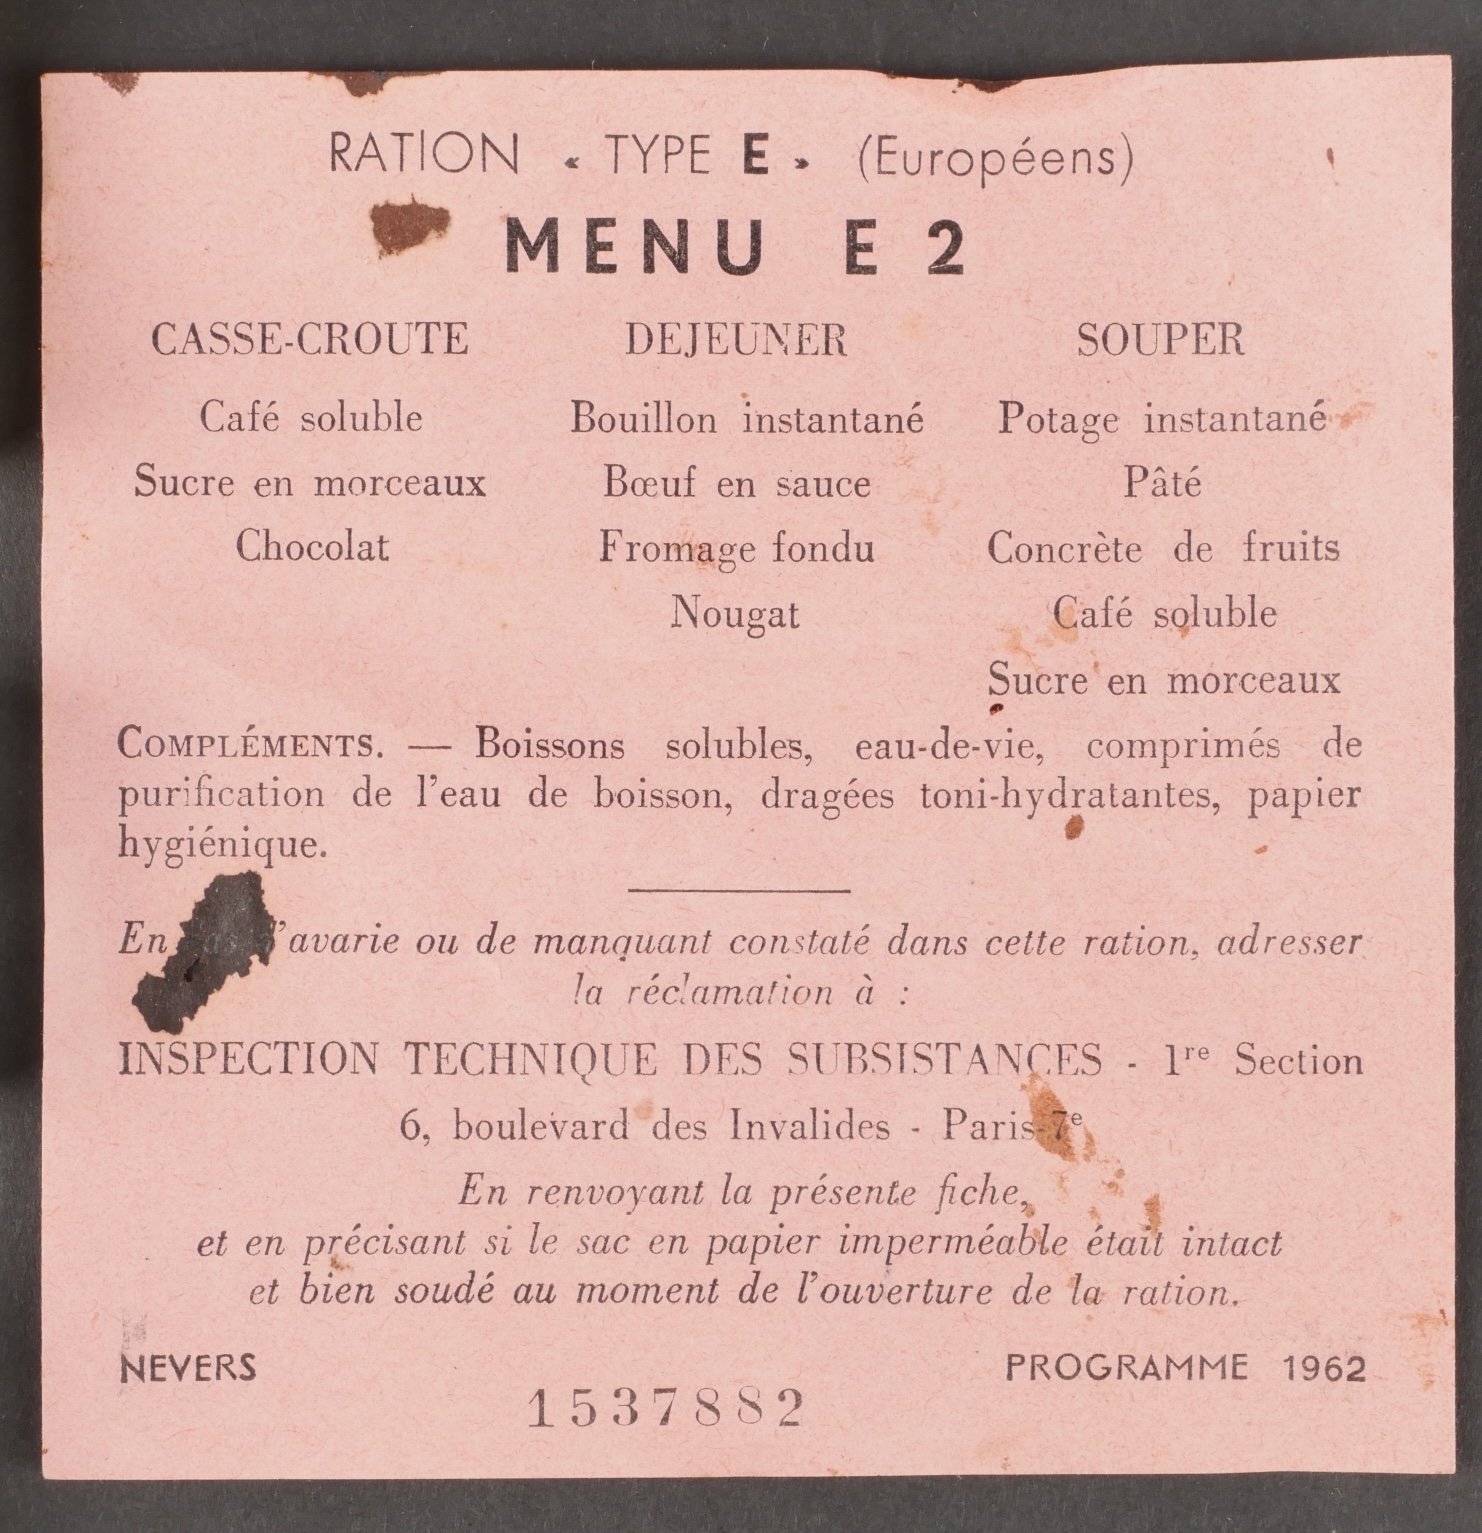 RATION « TYPE E » (Européens)
MENU E 2
CASSE-CROUTE
Café soluble
Sucre en morceaux
Chocolat
DEJEUNER
Bouillon instantané
Bœuf en sauce
Fromage fondu
Nougat
SOUPER
Potage instantané
Pâté
Concrète de fruits
Café soluble
Sucre en morceaux
COMPLÉMENTS. — Boissons solubles, eau-de-vie, comprimés de
purification de l'eau de boisson, dragées toni-hydratantes, papier
hygiénique.
En cas d'avarie ou de manquant constaté dans cette ration, adresser
la réclamation à :
INSPECTION TECHNIQUE DES SUBSISTANCES - 1re Section
6, boulevard des Invalides - Paris-7e
En renvoyant la présente fiche,
et en précisant si le sac en papier imperméable était intact
et bien soudé au moment de l'ouverture de la ration.
NEVERS
PROGRAMME 1962
1537882